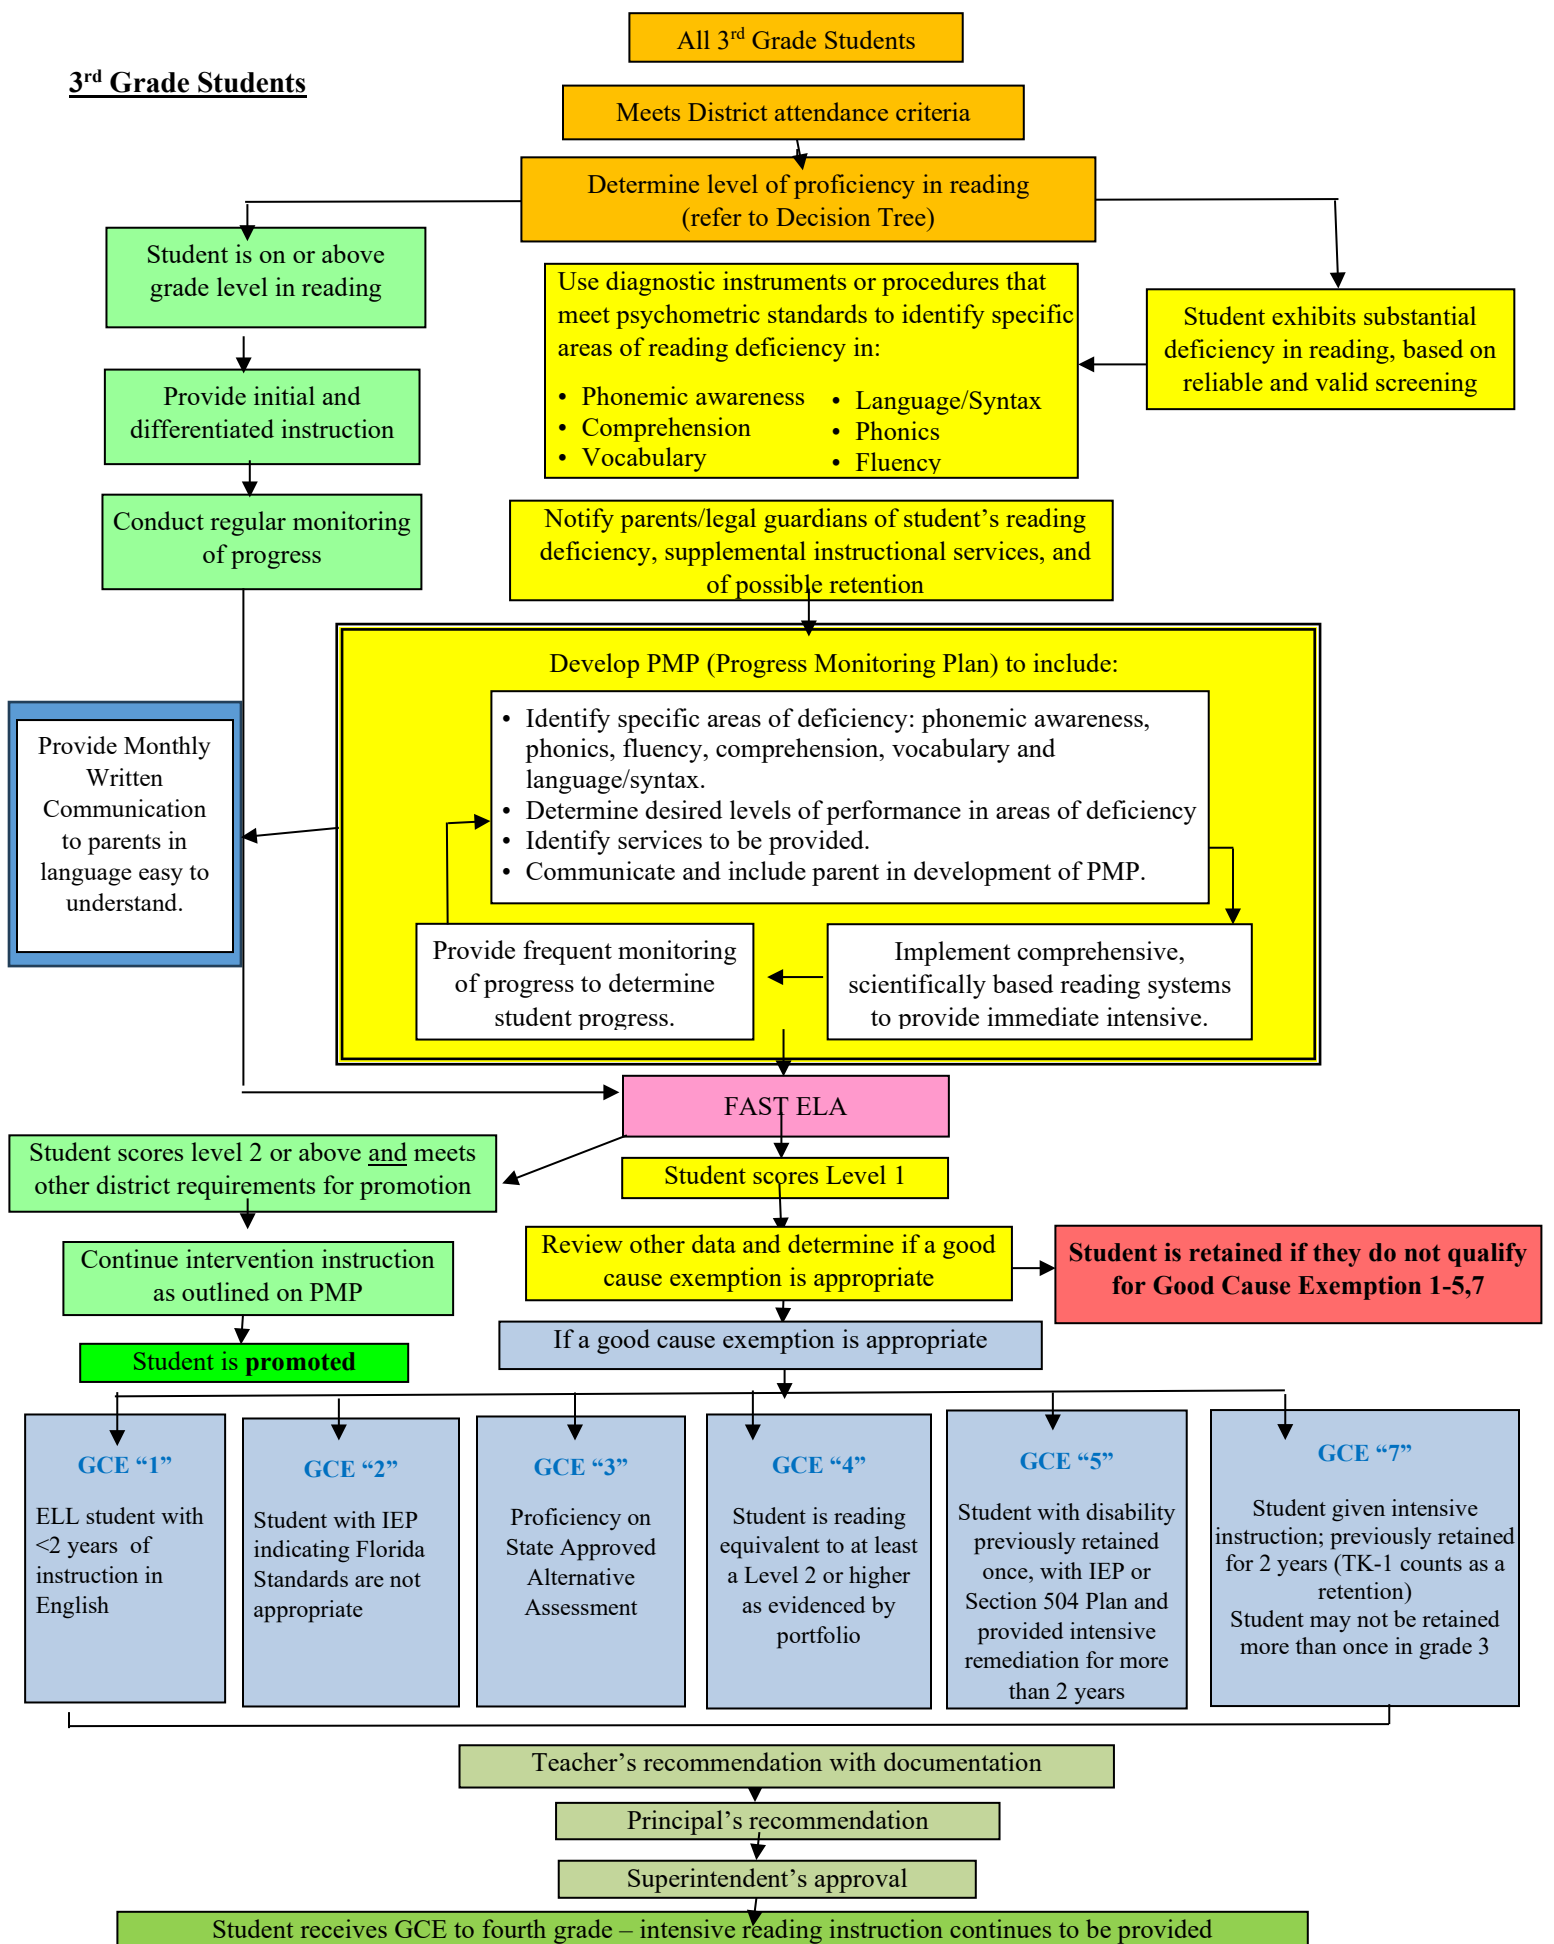 All 3rd Grade Students
3rd Grade Students
Meets District attendance criteria
Determine level of proficiency in reading
(refer to Decision Tree)
Student is on or above
grade level in reading
Use diagnostic instruments or procedures that
meet psychometric standards to identify specific
areas of reading deficiency in:
• Phonemic awareness
• Comprehension
• Vocabulary
• Language/Syntax
• Phonics
• Fluency
Student exhibits substantial
deficiency in reading, based on
reliable and valid screening
Provide initial and
differentiated instruction
Conduct regular monitoring
of progress
Notify parents/legal guardians of student’s reading
deficiency, supplemental instructional services, and
of possible retention
Develop PMP (Progress Monitoring Plan) to include:
• Identify specific areas of deficiency: phonemic awareness,
phonics, fluency, comprehension, vocabulary and
language/syntax.
• Determine desired levels of performance in areas of deficiency
• Identify services to be provided.
• Communicate and include parent in development of PMP.
Provide Monthly
Written
Communication
to parents in
language easy to
understand.
Provide frequent monitoring
of progress to determine
student progress.
Implement comprehensive,
scientifically based reading systems
to provide immediate intensive.
FAST ELA
Student scores level 2 or above and meets
other district requirements for promotion
Student scores Level 1
Continue intervention instruction
as outlined on PMP
Review other data and determine if a good
cause exemption is appropriate
Student is retained if they do not qualify
for Good Cause Exemption 1-5,7
Student is promoted
If a good cause exemption is appropriate
GCE “1”
ELL student with
<2 years of
instruction in
English
GCE “2”
Student with IEP
indicating Florida
Standards are not
appropriate
GCE “3”
Proficiency on
State Approved
Alternative
Assessment
GCE “4”
Student is reading
equivalent to at least
a Level 2 or higher
as evidenced by
portfolio
GCE “5”
Student with disability
previously retained
once, with IEP or
Section 504 Plan and
provided intensive
remediation for more
than 2 years
GCE “7”
Student given intensive
instruction; previously retained
for 2 years (TK-1 counts as a
retention)
Student may not be retained
more than once in grade 3
Teacher’s recommendation with documentation
Principal’s recommendation
Superintendent’s approval
Student receives GCE to fourth grade – intensive reading instruction continues to be provided